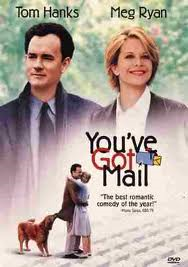 Tom Hanks Meg Ryan
You've
Got
Mail
"The best romantic
comedy of the year!"
DVD